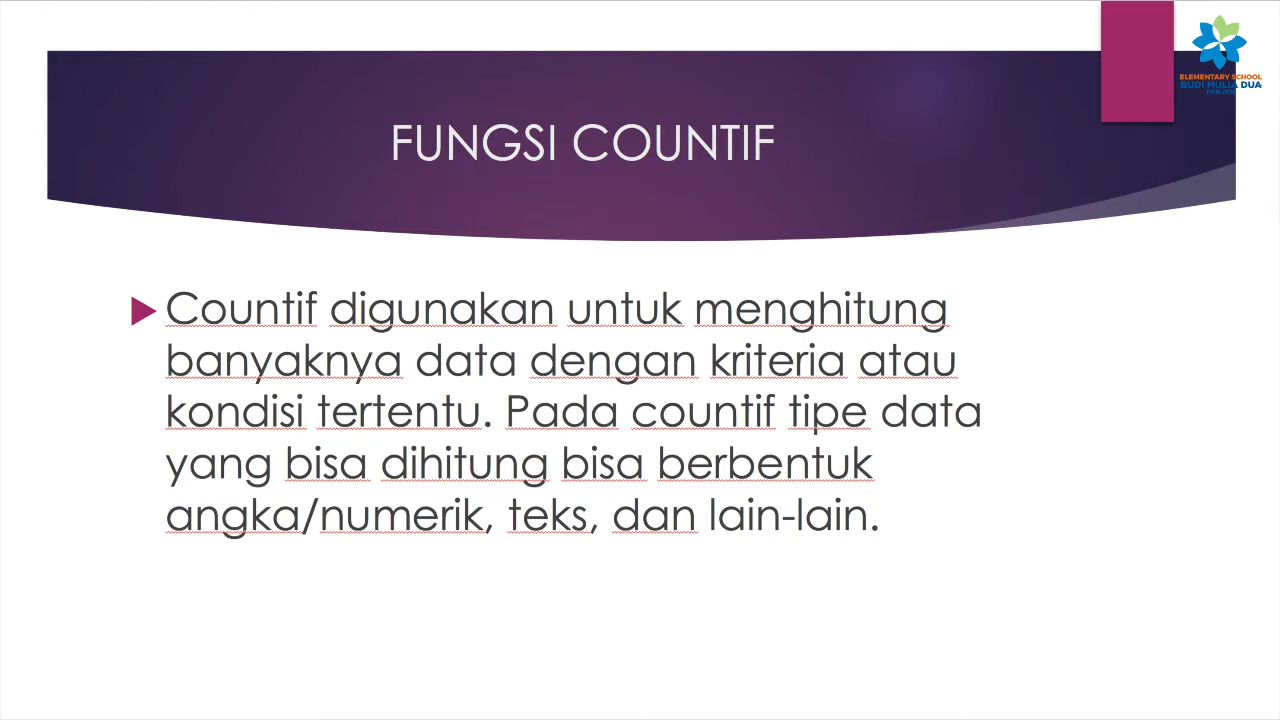 ELEMENTARY SCHOOL
BUDI MULIA DUA
PANJEN
FUNGSI COUNTIF
Countif digunakan untuk menghitung
banyaknya data dengan kriteria atau
kondisi tertentu. Pada countif tipe data
yang bisa dihitung bisa berbentuk
angka/numerik, teks, dan lain-lain.